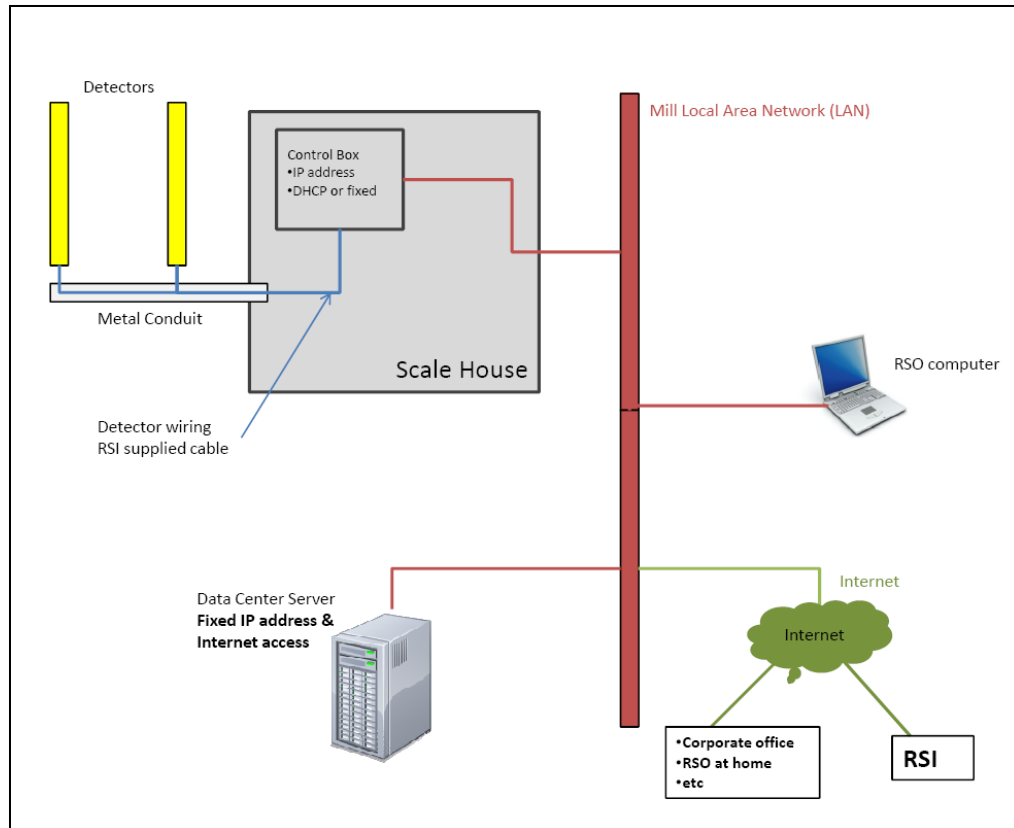 Detectors
Mill Local Area Network (LAN)
Control Box
•IP address
•DHCP or fixed
Metal Conduit
Scale House
RSO computer
Detector wiring
RSI supplied cable
Internet
Data Center Server
Fixed IP address &
Internet access
Internet
•Corporate office
•RSO at home
•etc
RSI